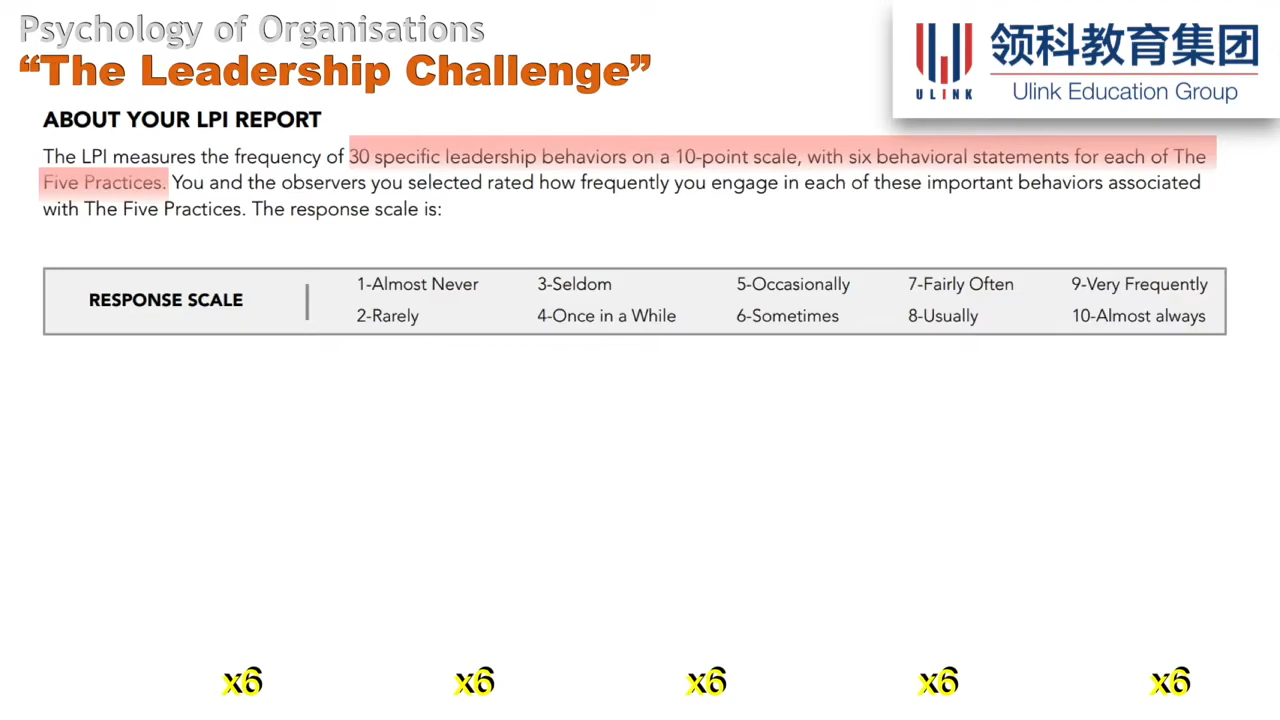 Psychology of Organisations
“The Leadership Challenge”
ULINK
领科教育集团
Ulink Education Group
ABOUT YOUR LPI REPORT
The LPI measures the frequency of 30 specific leadership behaviors on a 10-point scale, with six behavioral statements for each of The
Five Practices. You and the observers you selected rated how frequently you engage in each of these important behaviors associated
with The Five Practices. The response scale is:
RESPONSE SCALE
1-Almost Never 3-Seldom 5-Occasionally 7-Fairly Often 9-Very Frequently
2-Rarely 4-Once in a While 6-Sometimes 8-Usually 10-Almost always
x6 x6 x6 x6 x6